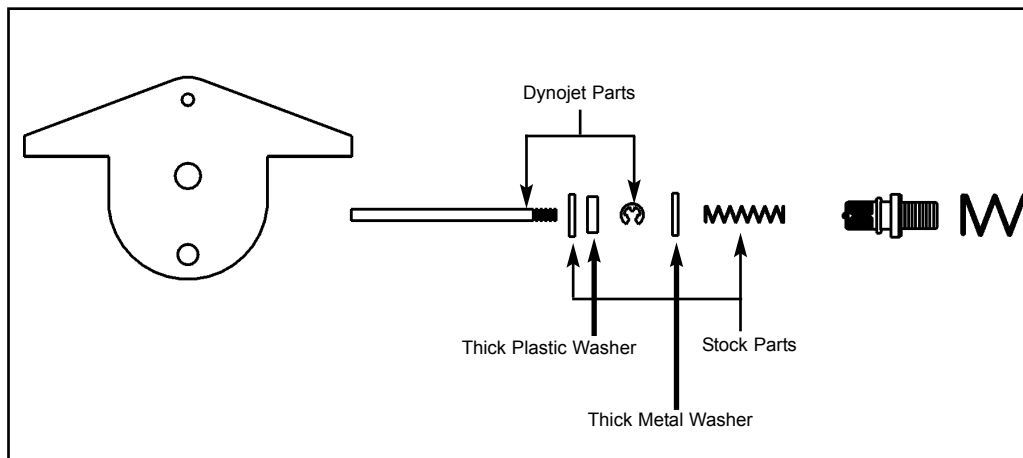 Dynojet Parts
Thick Plastic Washer
Stock Parts
Thick Metal Washer